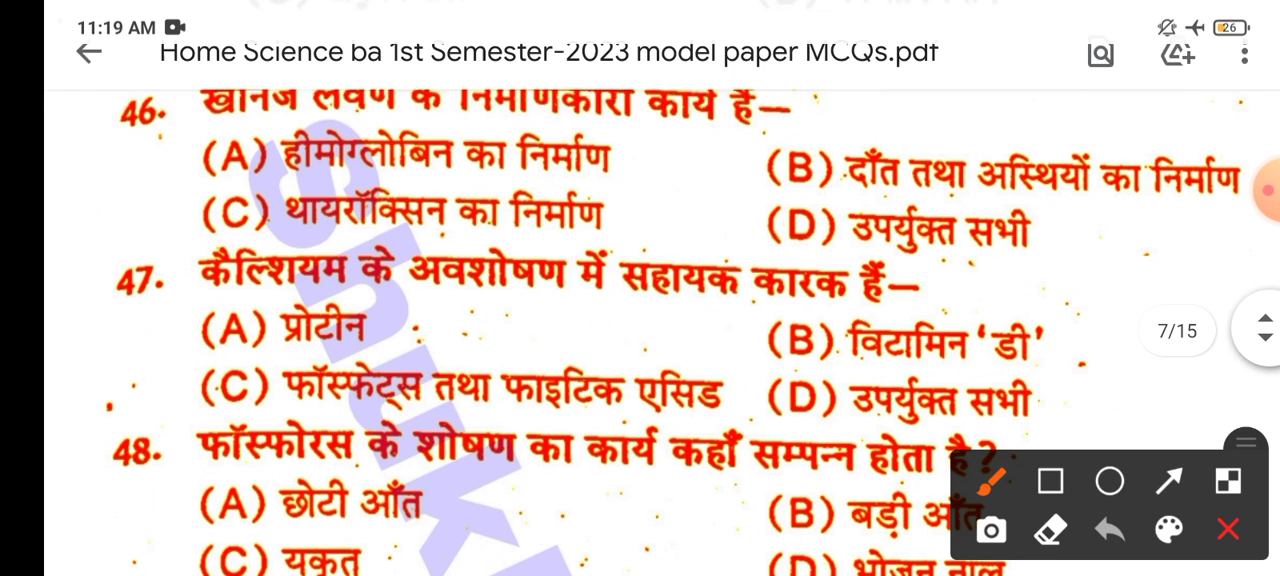 11:19 AM
26
Home Science ba 1st Semester-2023 model paper MCQs.pdf
46. खनिज लवण के निर्माणकारी कार्य हैं—
(A) हीमोग्लोबिन का निर्माण (B) दाँत तथा अस्थियों का निर्माण
(C) थायरॉक्सिन का निर्माण (D) उपर्युक्त सभी
47. कैल्शियम के अवशोषण में सहायक कारक हैं—
(A) प्रोटीन (B) विटामिन ‘डी’
7/15
(C) फॉस्फेट्स तथा फाइटिक एसिड (D) उपर्युक्त सभी
48. फॉस्फोरस के शोषण का कार्य कहाँ सम्पन्न होता है?
(A) छोटी आँत (B) बड़ी आँत
(C) यकृत (D) भोजन नाल